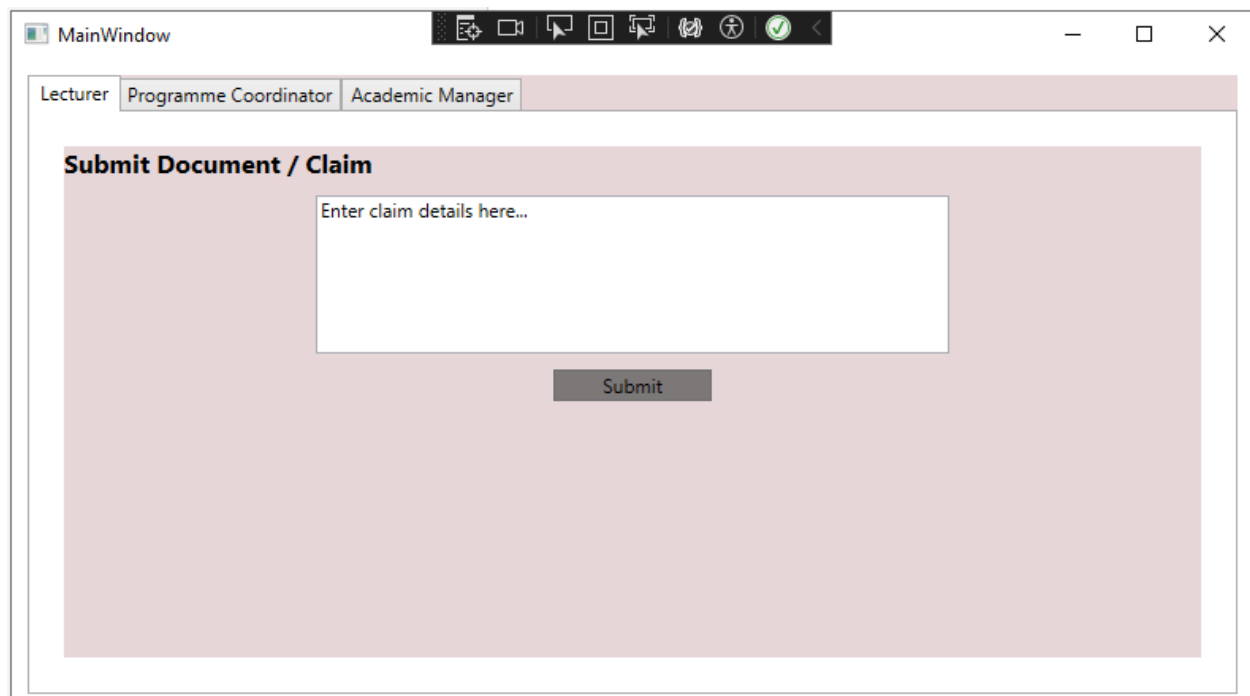 MainWindow
Lecturer Programme Coordinator Academic Manager
Submit Document / Claim
Enter claim details here...
Submit